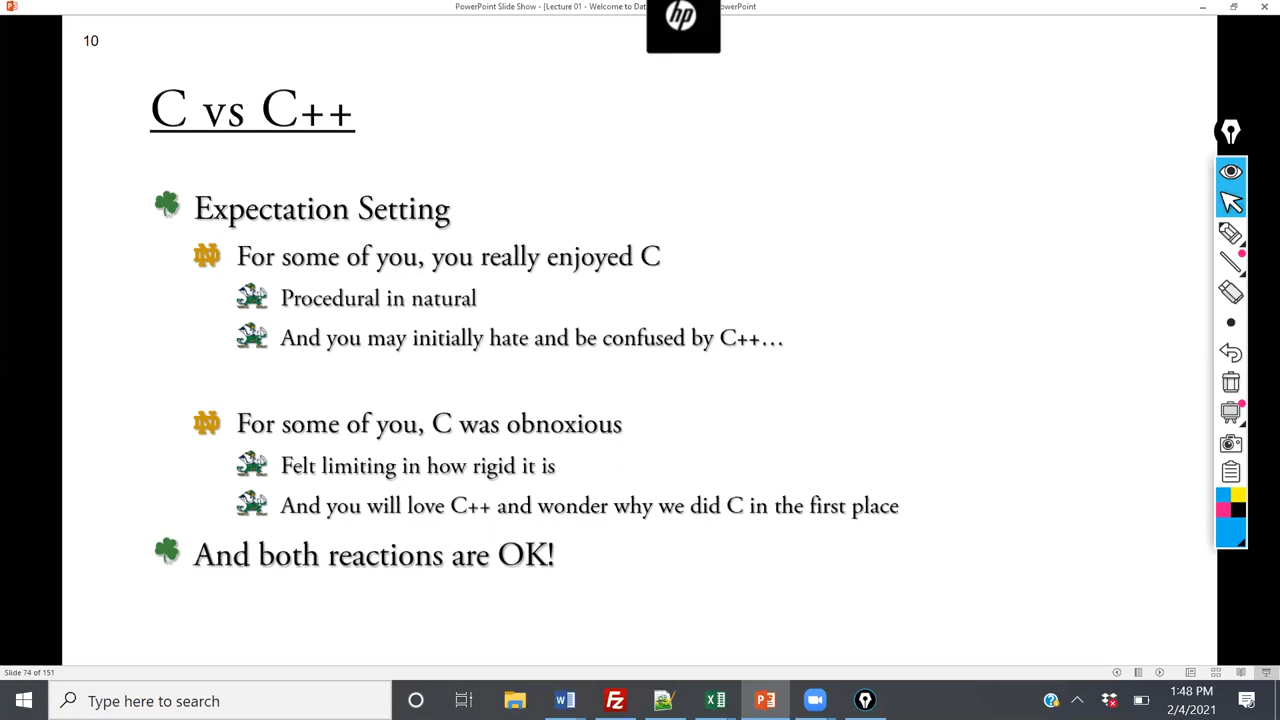 PowerPoint Slide Show - [Lecture 01 - Welcome to Dat
owerPoint
hp
10
C vs C++
Expectation Setting
For some of you, you really enjoyed C
Procedural in natural
And you may initially hate and be confused by C++…
For some of you, C was obnoxious
Felt limiting in how rigid it is
And you will love C++ and wonder why we did C in the first place
And both reactions are OK!
Slide 74 of 151
Type here to search
1:48 PM
2/4/2021